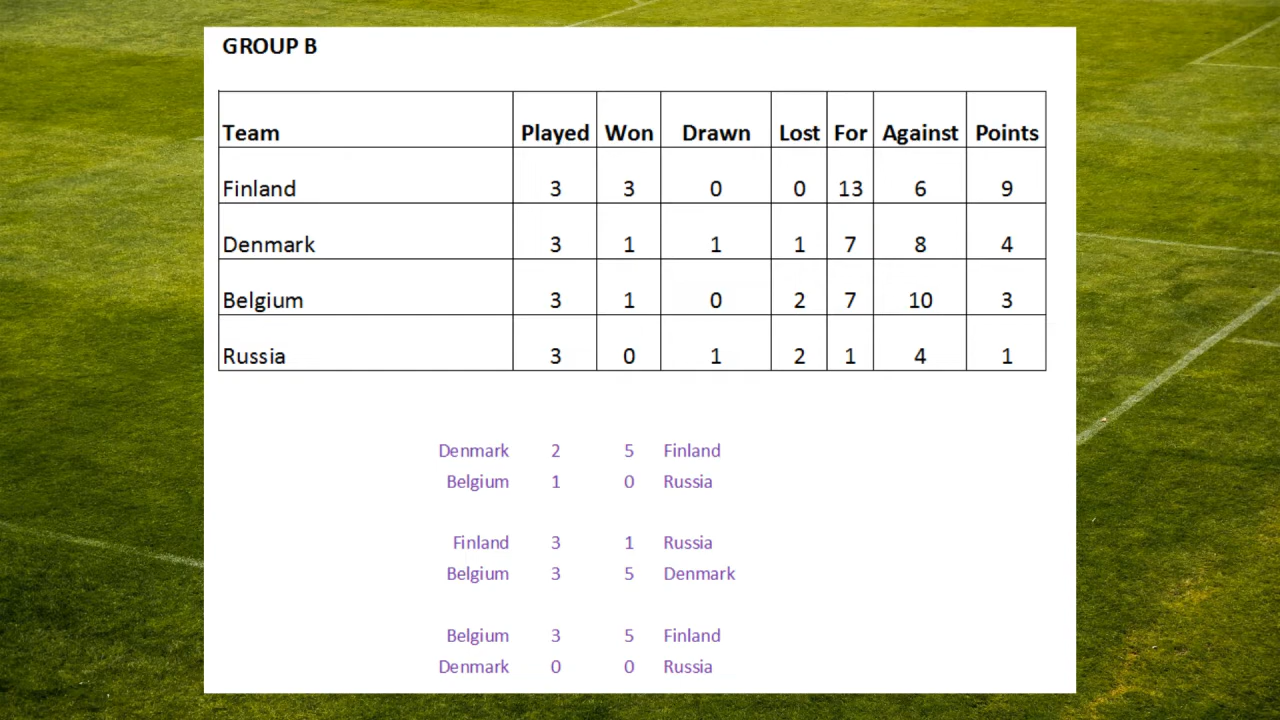 GROUP B
Team Played Won Drawn Lost For Against Points
Finland 3 3 0 0 13 6 9
Denmark 3 1 1 1 7 8 4
Belgium 3 1 0 2 7 10 3
Russia 3 0 1 2 1 4 1
Denmark 2 5 Finland
Belgium 1 0 Russia
Finland 3 1 Russia
Belgium 3 5 Denmark
Belgium 3 5 Finland
Denmark 0 0 Russia